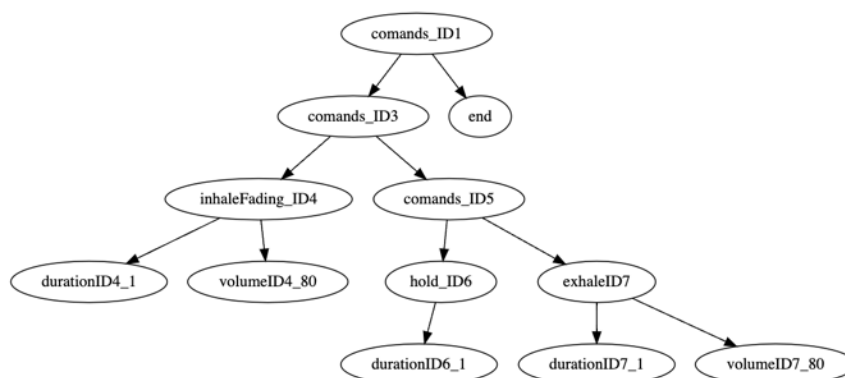 comands_ID1
comands_ID3
end
inhaleFading_ID4
comands_ID5
durationID4_1
volumeID4_80
hold_ID6
exhaleID7
durationID6_1
durationID7_1
volumeID7_80